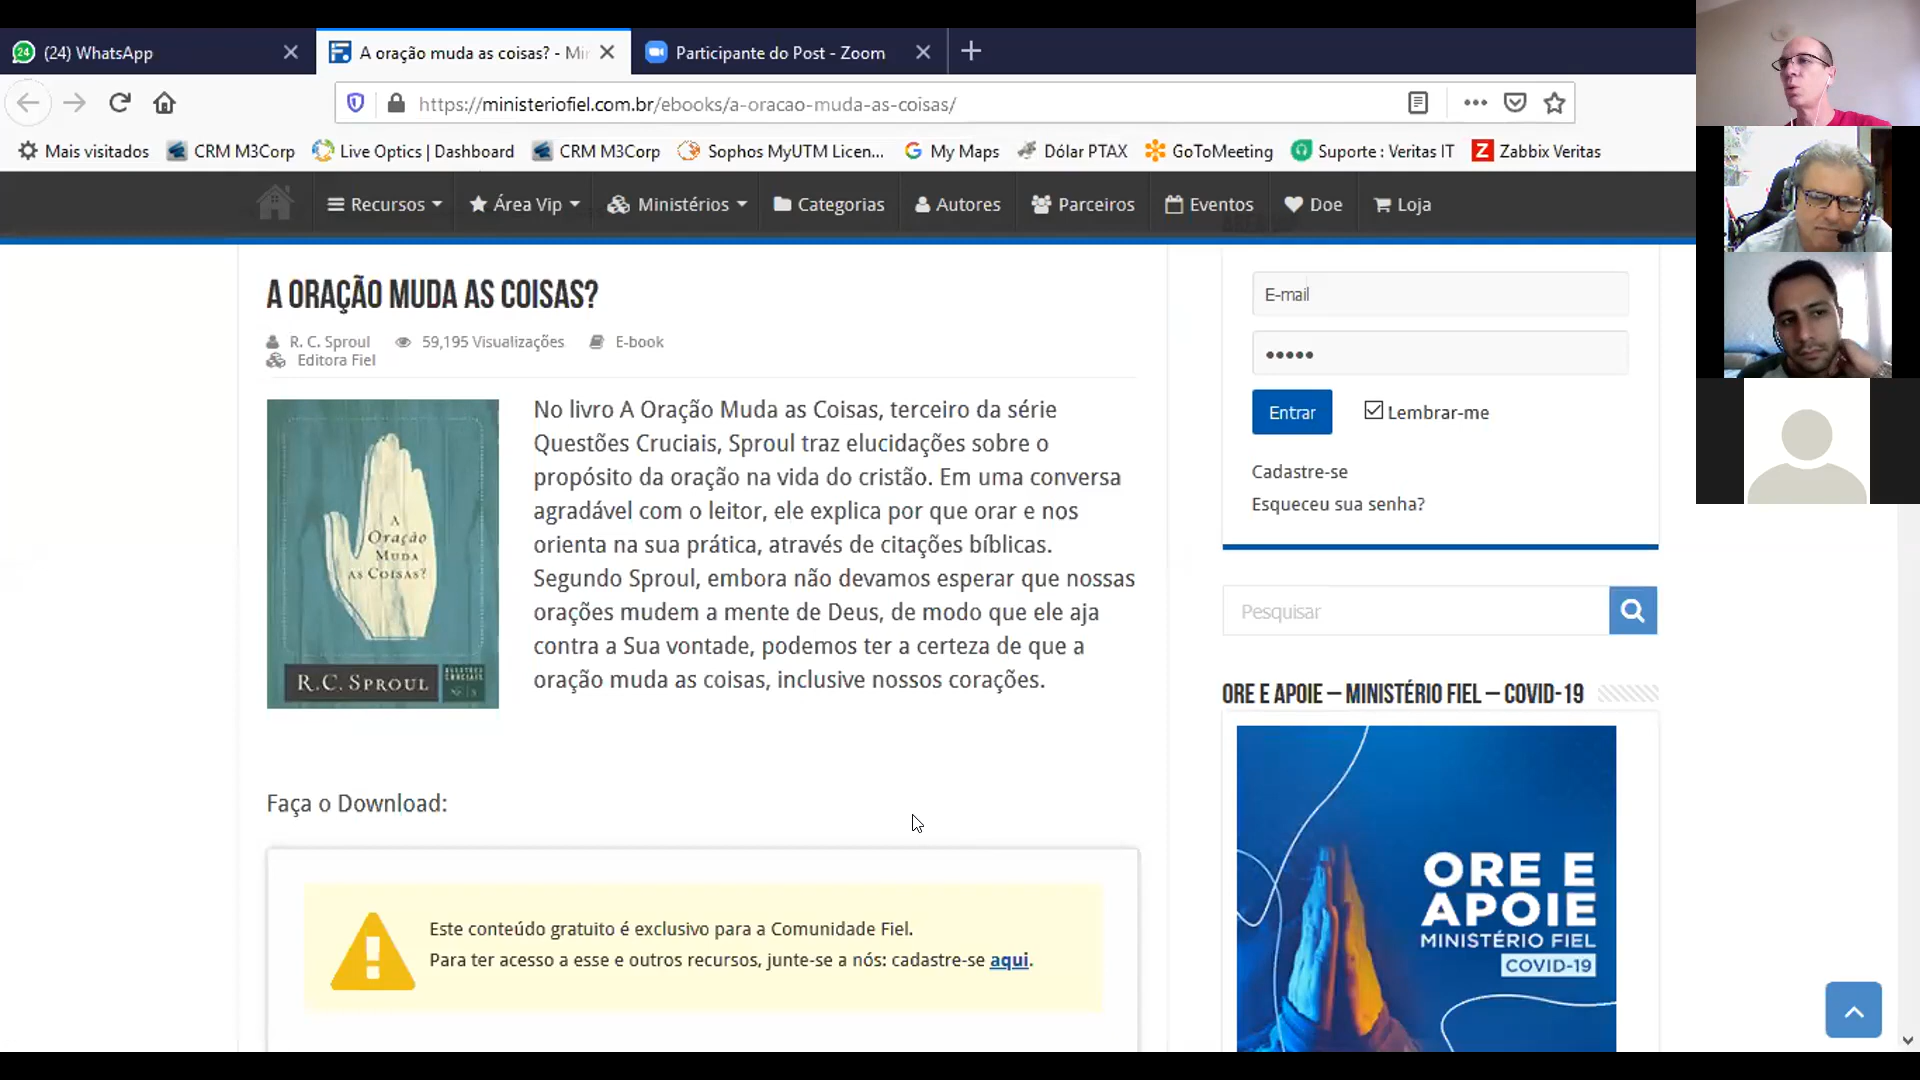 (24) WhatsApp
A oração muda as coisas? - Mi
Participante do Post - Zoom
https://ministeriofiel.com.br/ebooks/a-oracao-muda-as-coisas/
Mais visitados
CRM M3Corp
Live Optics | Dashboard
CRM M3Corp
Sophos MyUTM Licen...
My Maps
Dólar PTAX
GoToMeeting
Suporte : Veritas IT
Zabbix Veritas
Recursos
Área Vip
Ministérios
Categorias
Autores
Parceiros
Eventos
Doe
Loja
A ORAÇÃO MUDA AS COISAS?
R. C. Sproul
59,195 Visualizações
E-book
Editora Fiel
A
Oração
Muda
as Coisas?
R.C. Sproul
Questões
Cruciais
No livro A Oração Muda as Coisas, terceiro da série
Questões Cruciais, Sproul traz elucidações sobre o
propósito da oração na vida do cristão. Em uma conversa
agradável com o leitor, ele explica por que orar e nos
orienta na sua prática, através de citações bíblicas.
Segundo Sproul, embora não devamos esperar que nossas
orações mudem a mente de Deus, de modo que ele aja
contra a Sua vontade, podemos ter a certeza de que a
oração muda as coisas, inclusive nossos corações.
Faça o Download:
Este conteúdo gratuito é exclusivo para a Comunidade Fiel.
Para ter acesso a esse e outros recursos, junte-se a nós: cadastre-se aqui.
E-mail
•••••
Entrar
Lembrar-me
Cadastre-se
Esqueceu sua senha?
Pesquisar
ORE E APOIE – MINISTÉRIO FIEL – COVID-19
ORE E
APOIE
MINISTÉRIO FIEL
COVID-19